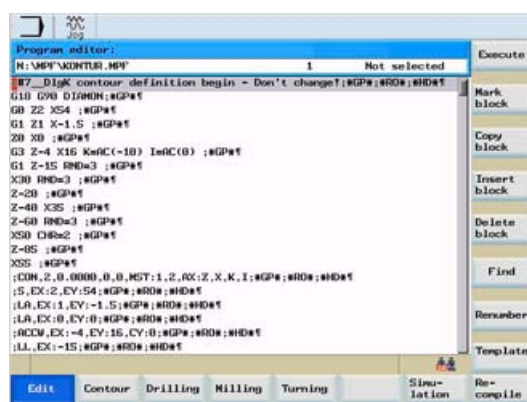 Jog
Program editor:
N:\MPF\KONTUR.MPF 1 Not selected
#7__DlgK contour definition begin - Don't change!;*GP*;*RO*;*HD*¶
G18 G90 DIAMON;*GP*¶
G0 Z2 X54 ;*GP*¶
G1 Z1 X-1.5 ;*GP*¶
Z0 X0 ;*GP*¶
G3 Z-4 X16 K=AC(-10) I=AC(0) ;*GP*¶
G1 Z-15 RND=3 ;*GP*¶
X30 RND=3 ;*GP*¶
Z-20 ;*GP*¶
Z-40 X35 ;*GP*¶
Z-60 RND=3 ;*GP*¶
X50 CHR=2 ;*GP*¶
Z-85 ;*GP*¶
X55 ;*GP*¶
;CON,2,0.0000,0,0,MST:1,2,AX:Z,X,K,I;*GP*;*RO*;*HD*¶
;S,EX:2,EY:54;*GP*;*RO*;*HD*¶
;LA,EX:1,EY:-1.5;*GP*;*RO*;*HD*¶
;LA,EX:0,EY:0;*GP*;*RO*;*HD*¶
;ACCW,EX:-4,EY:16,CY:0;*GP*;*RO*;*HD*¶
;LL,EX:-15;*GP*;*RO*;*HD*¶
Execute
Mark
block
Copy
block
Insert
block
Delete
block
Find
Renumber
Template
Re-
compile
Edit Contour Drilling Milling Turning Simu-
lation